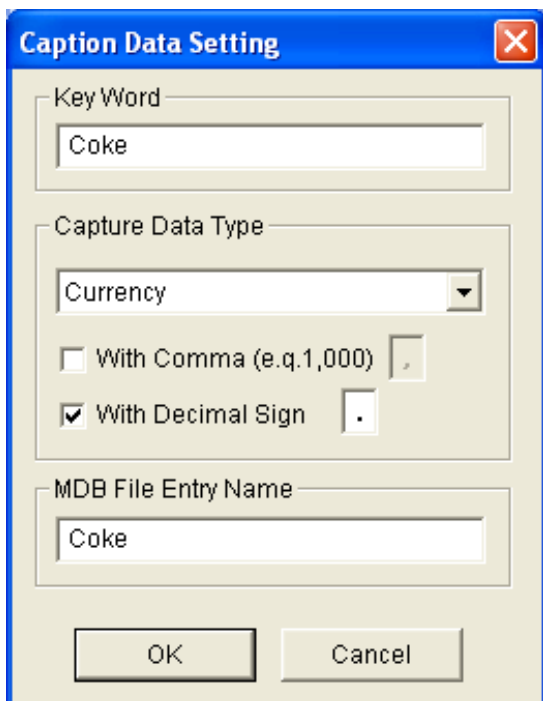 Caption Data Setting
Key Word
Coke
Capture Data Type
Currency
With Comma (e.q.1,000) ,
With Decimal Sign .
MDB File Entry Name
Coke
OK Cancel